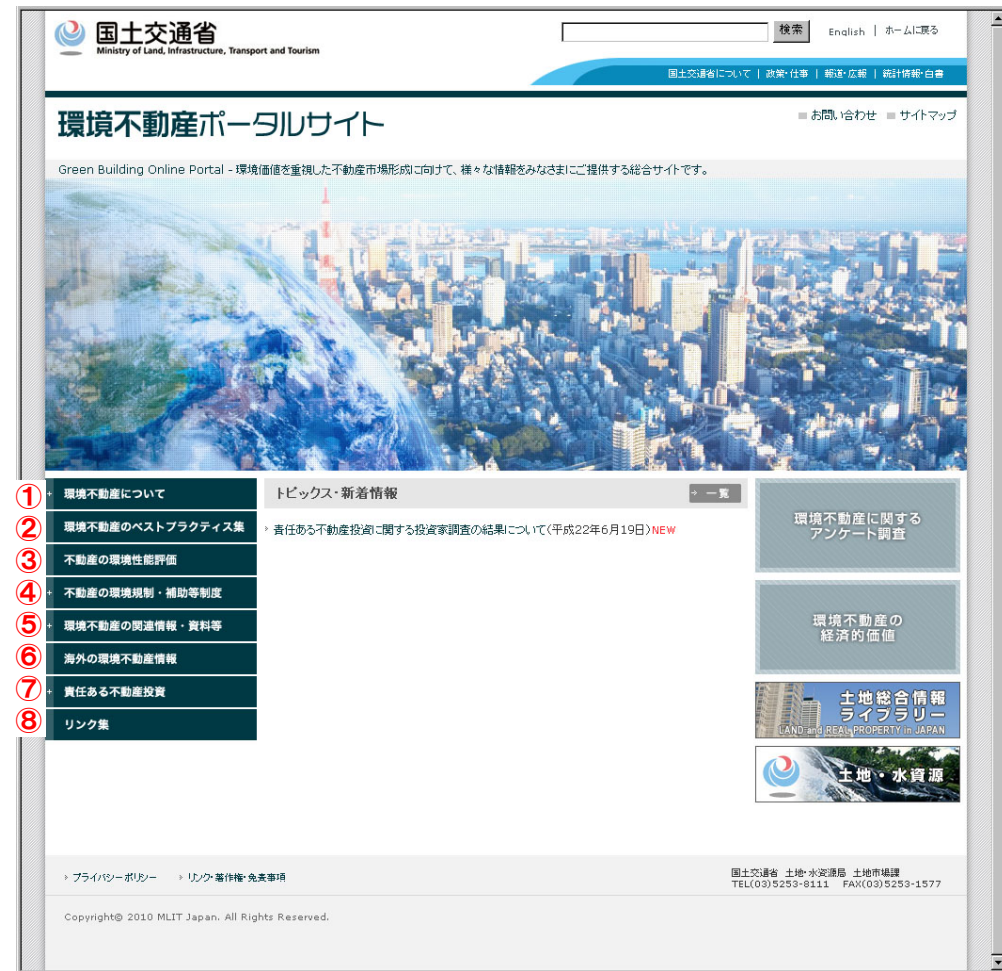 国土交通省
Ministry of Land, Infrastructure, Transport and Tourism
検索
English | ホームに戻る
国土交通省について | 政策・仕事 | 報道・広報 | 統計情報・白書
環境不動産ポータルサイト
お問い合わせ サイトマップ
Green Building Online Portal - 環境価値を重視した不動産市場形成に向けて、様々な情報をみなさまにご提供する総合サイトです。
① 環境不動産について
② 環境不動産のベストプラクティス集
③ 不動産の環境性能評価
④ 不動産の環境規制・補助等制度
⑤ 環境不動産の関連情報・資料等
⑥ 海外の環境不動産情報
⑦ 責任ある不動産投資
⑧ リンク集
トピックス・新着情報
一覧
責任ある不動産投資に関する投資家調査の結果について(平成22年6月19日)NEW
環境不動産に関する
アンケート調査
環境不動産の
経済的価値
土地総合情報
ライブラリー
LAND and REAL PROPERTY in JAPAN
土地・水資源
プライバシーポリシー リンク・著作権・免責事項
国土交通省 土地・水資源局 土地市場課
TEL(03)5253-8111 FAX(03)5253-1577
Copyright© 2010 MLIT Japan. All Rights Reserved.